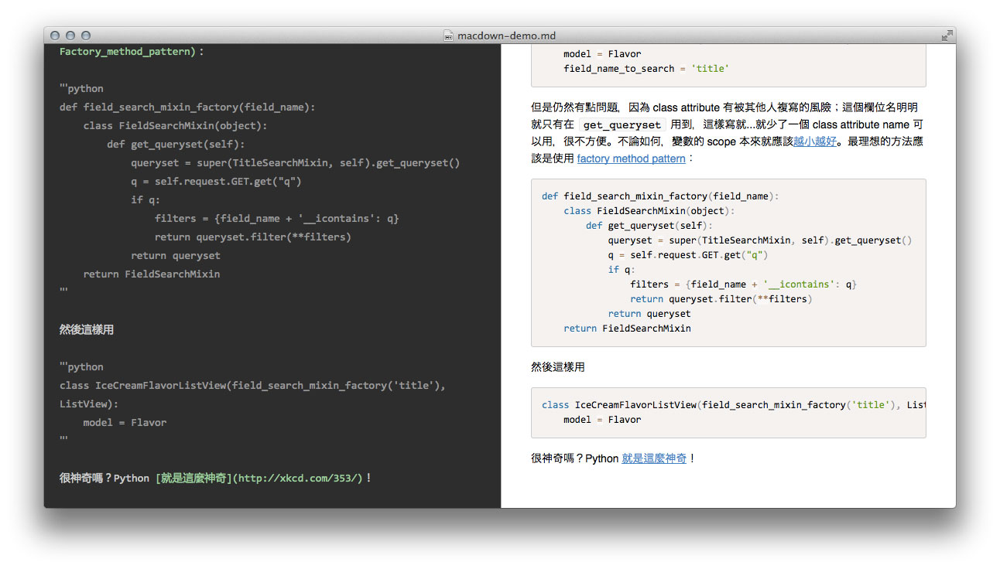 macdown-demo.md
Factory_method_pattern)：
```python
def field_search_mixin_factory(field_name):
    class FieldSearchMixin(object):
        def get_queryset(self):
            queryset = super(TitleSearchMixin, self).get_queryset()
            q = self.request.GET.get("q")
            if q:
                filters = {field_name + '__icontains': q}
                return queryset.filter(**filters)
            return queryset
    return FieldSearchMixin
```
然後這樣用
```python
class IceCreamFlavorListView(field_search_mixin_factory('title'),
ListView):
    model = Flavor
```
很神奇嗎？Python [就是這麼神奇](http://xkcd.com/353/)！
    model = Flavor
    field_name_to_search = 'title'
但是仍然有點問題，因為 class attribute 有被其他人複寫的風險；這個欄位名明明
就只有在 get_queryset 用到，這樣寫就...就少了一個 class attribute name 可
以用，很不方便。不論如何，變數的 scope 本來就應該越小越好。最理想的方法應
該是使用 factory method pattern：
def field_search_mixin_factory(field_name):
    class FieldSearchMixin(object):
        def get_queryset(self):
            queryset = super(TitleSearchMixin, self).get_queryset()
            q = self.request.GET.get("q")
            if q:
                filters = {field_name + '__icontains': q}
                return queryset.filter(**filters)
            return queryset
    return FieldSearchMixin
然後這樣用
class IceCreamFlavorListView(field_search_mixin_factory('title'), List
    model = Flavor
很神奇嗎？Python 就是這麼神奇！